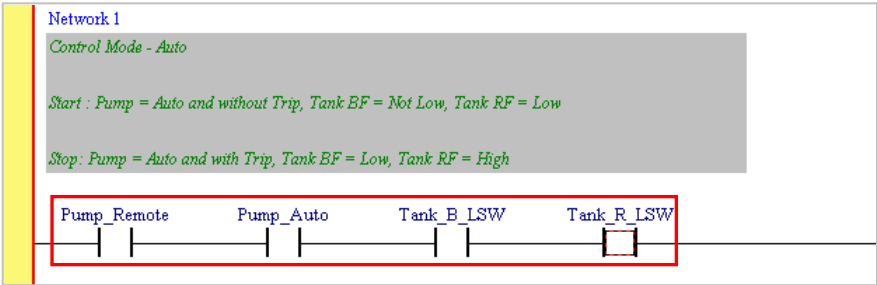 Network 1
Control Mode - Auto
Start : Pump = Auto and without Trip, Tank BF = Not Low, Tank RF = Low
Stop: Pump = Auto and with Trip, Tank BF = Low, Tank RF = High
Pump_Remote Pump_Auto Tank_B_LSW Tank_R_LSW